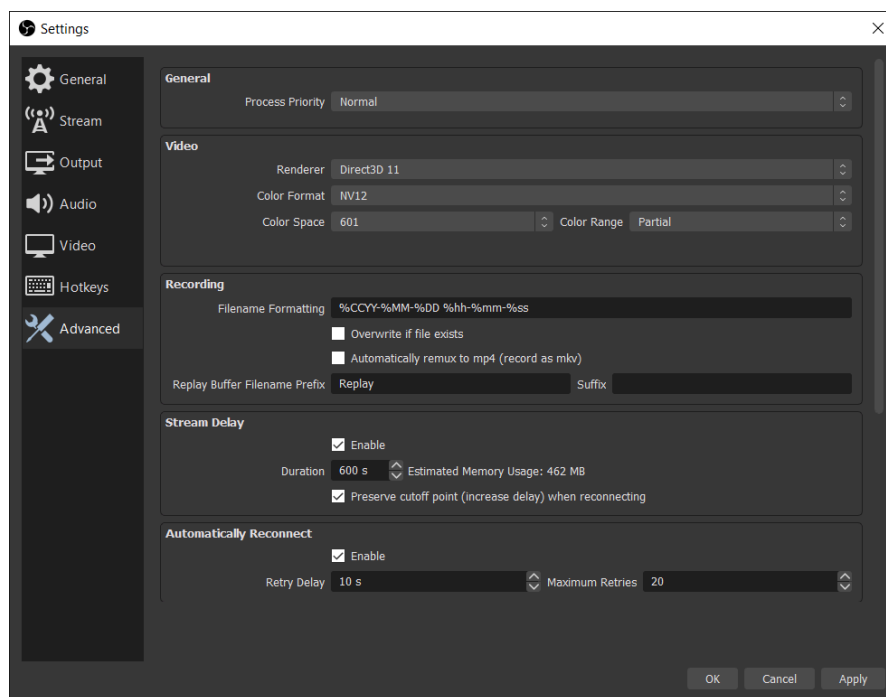 Settings
General
Stream
Output
Audio
Video
Hotkeys
Advanced
General
Process Priority Normal
Video
Renderer Direct3D 11
Color Format NV12
Color Space 601 Color Range Partial
Recording
Filename Formatting %CCYY-%MM-%DD %hh-%mm-%ss
Overwrite if file exists
Automatically remux to mp4 (record as mkv)
Replay Buffer Filename Prefix Replay Suffix
Stream Delay
Enable
Duration 600 s Estimated Memory Usage: 462 MB
Preserve cutoff point (increase delay) when reconnecting
Automatically Reconnect
Enable
Retry Delay 10 s Maximum Retries 20
OK Cancel Apply